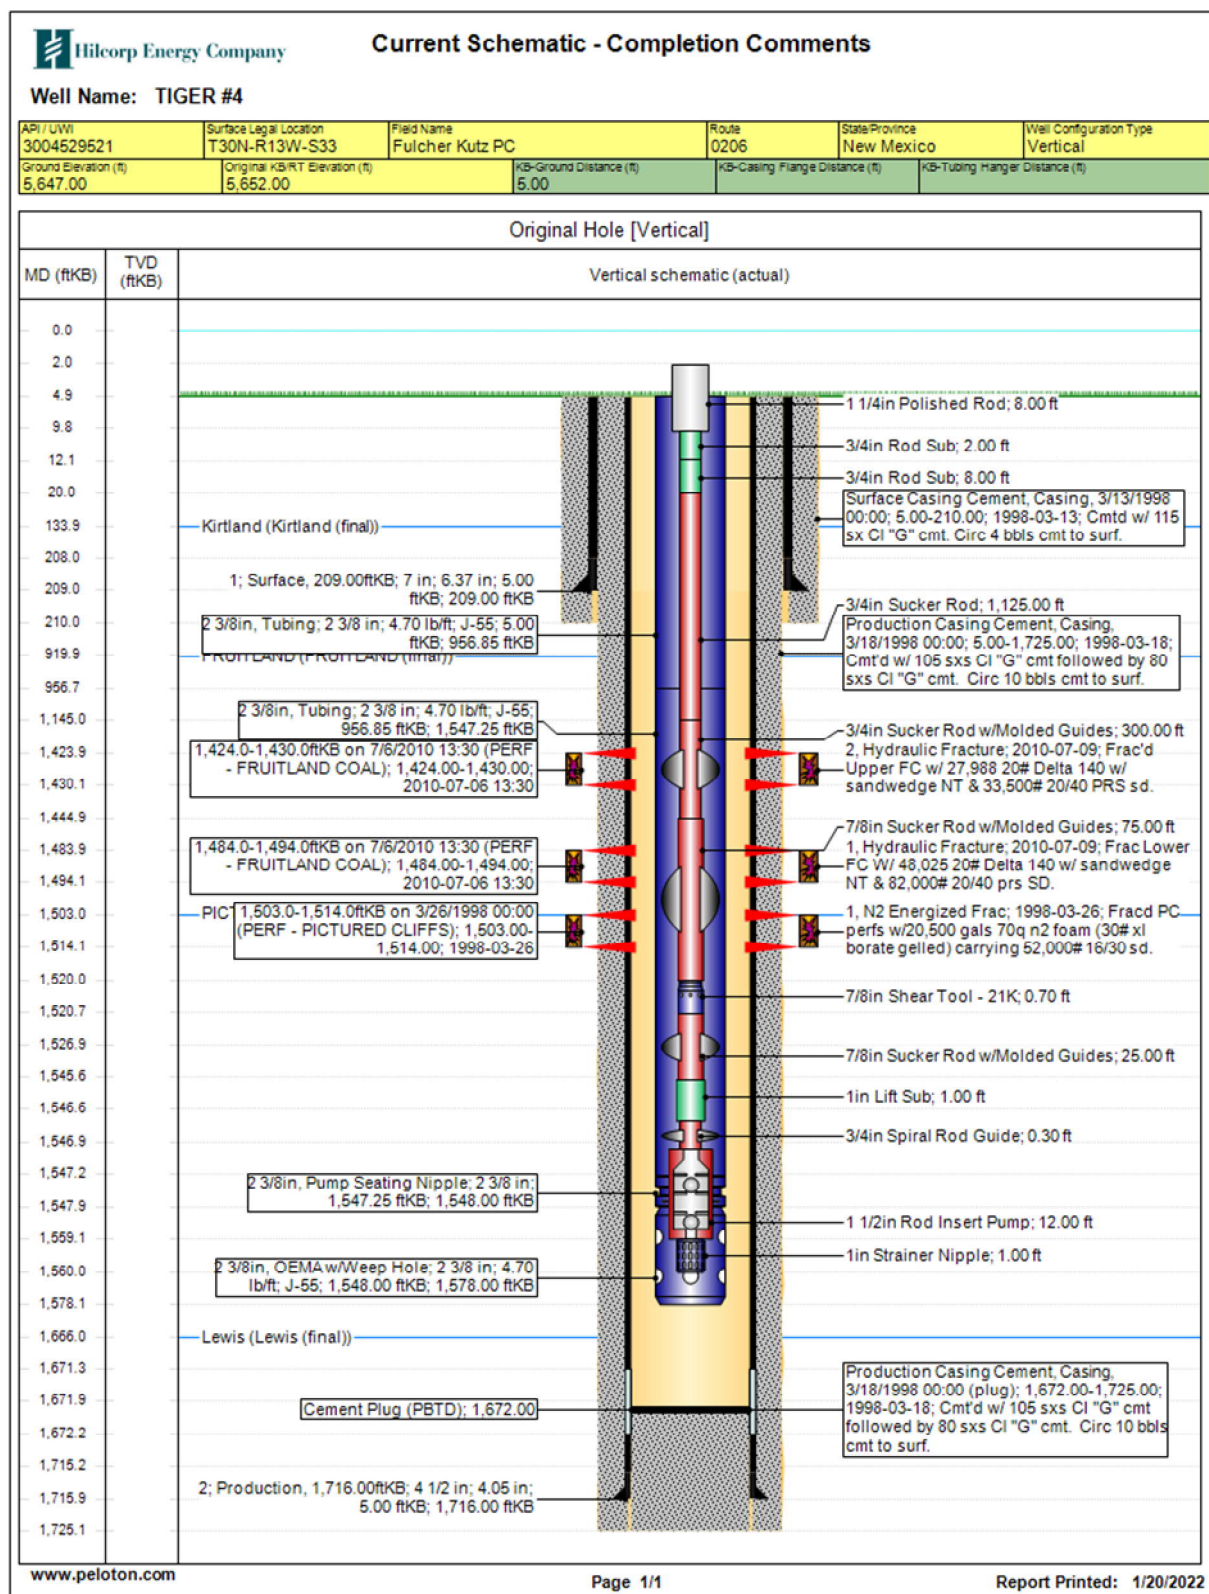 Hilcorp Energy Company
Current Schematic - Completion Comments
Well Name: TIGER #4
API / UWI
3004529521
Surface Legal Location
T30N-R13W-S33
Field Name
Fulcher Kutz PC
Route
0206
State/Province
New Mexico
Well Configuration Type
Vertical
Ground Elevation (ft)
5,647.00
Original KB/RT Elevation (ft)
5,652.00
KB-Ground Distance (ft)
5.00
KB-Casing Flange Distance (ft)
KB-Tubing Hanger Distance (ft)
Original Hole [Vertical]
MD (ftKB)
TVD
(ftKB)
Vertical schematic (actual)
0.0
2.0
4.9
9.8
12.1
20.0
133.9
208.0
209.0
210.0
919.9
956.7
1,145.0
1,423.9
1,430.1
1,444.9
1,483.9
1,494.1
1,503.0
1,514.1
1,520.0
1,520.7
1,526.9
1,545.6
1,546.6
1,546.9
1,547.2
1,547.9
1,559.1
1,560.0
1,578.1
1,666.0
1,671.3
1,671.9
1,672.2
1,715.2
1,715.9
1,725.1
Kirtland (Kirtland (final))
1; Surface, 209.00ftKB; 7 in; 6.37 in; 5.00
ftKB; 209.00 ftKB
2 3/8in, Tubing; 2 3/8 in; 4.70 lb/ft; J-55; 5.00
ftKB; 956.85 ftKB
FRUITLAND (FRUITLAND (final))
2 3/8in, Tubing; 2 3/8 in; 4.70 lb/ft; J-55;
956.85 ftKB; 1,547.25 ftKB
1,424.0-1,430.0ftKB on 7/6/2010 13:30 (PERF
- FRUITLAND COAL); 1,424.00-1,430.00;
2010-07-06 13:30
1,484.0-1,494.0ftKB on 7/6/2010 13:30 (PERF
- FRUITLAND COAL); 1,484.00-1,494.00;
2010-07-06 13:30
PIC
1,503.0-1,514.0ftKB on 3/26/1998 00:00
(PERF - PICTURED CLIFFS); 1,503.00-
1,514.00; 1998-03-26
2 3/8in, Pump Seating Nipple; 2 3/8 in;
1,547.25 ftKB; 1,548.00 ftKB
2 3/8in, OEMA w/Weep Hole; 2 3/8 in; 4.70
lb/ft; J-55; 1,548.00 ftKB; 1,578.00 ftKB
Lewis (Lewis (final))
Cement Plug (PBTD); 1,672.00
2; Production, 1,716.00ftKB; 4 1/2 in; 4.05 in;
5.00 ftKB; 1,716.00 ftKB
1 1/4in Polished Rod; 8.00 ft
3/4in Rod Sub; 2.00 ft
3/4in Rod Sub; 8.00 ft
Surface Casing Cement, Casing, 3/13/1998
00:00; 5.00-210.00; 1998-03-13; Cmtd w/ 115
sx Cl "G" cmt. Circ 4 bbls cmt to surf.
3/4in Sucker Rod; 1,125.00 ft
Production Casing Cement, Casing,
3/18/1998 00:00; 5.00-1,725.00; 1998-03-18;
Cmt'd w/ 105 sxs Cl "G" cmt followed by 80
sxs Cl "G" cmt. Circ 10 bbls cmt to surf.
3/4in Sucker Rod w/Molded Guides; 300.00 ft
2, Hydraulic Fracture; 2010-07-09; Frac'd
Upper FC w/ 27,988 20# Delta 140 w/
sandwedge NT & 33,500# 20/40 PRS sd.
7/8in Sucker Rod w/Molded Guides; 75.00 ft
1, Hydraulic Fracture; 2010-07-09; Frac Lower
FC W/ 48,025 20# Delta 140 w/ sandwedge
NT & 82,000# 20/40 prs SD.
1, N2 Energized Frac; 1998-03-26; Fracd PC
perfs w/20,500 gals 70q n2 foam (30# xl
borate gelled) carrying 52,000# 16/30 sd.
7/8in Shear Tool - 21K; 0.70 ft
7/8in Sucker Rod w/Molded Guides; 25.00 ft
1in Lift Sub; 1.00 ft
3/4in Spiral Rod Guide; 0.30 ft
1 1/2in Rod Insert Pump; 12.00 ft
1in Strainer Nipple; 1.00 ft
Production Casing Cement, Casing,
3/18/1998 00:00 (plug); 1,672.00-1,725.00;
1998-03-18; Cmt'd w/ 105 sxs Cl "G" cmt
followed by 80 sxs Cl "G" cmt. Circ 10 bbls
cmt to surf.
www.peloton.com
Page 1/1
Report Printed: 1/20/2022